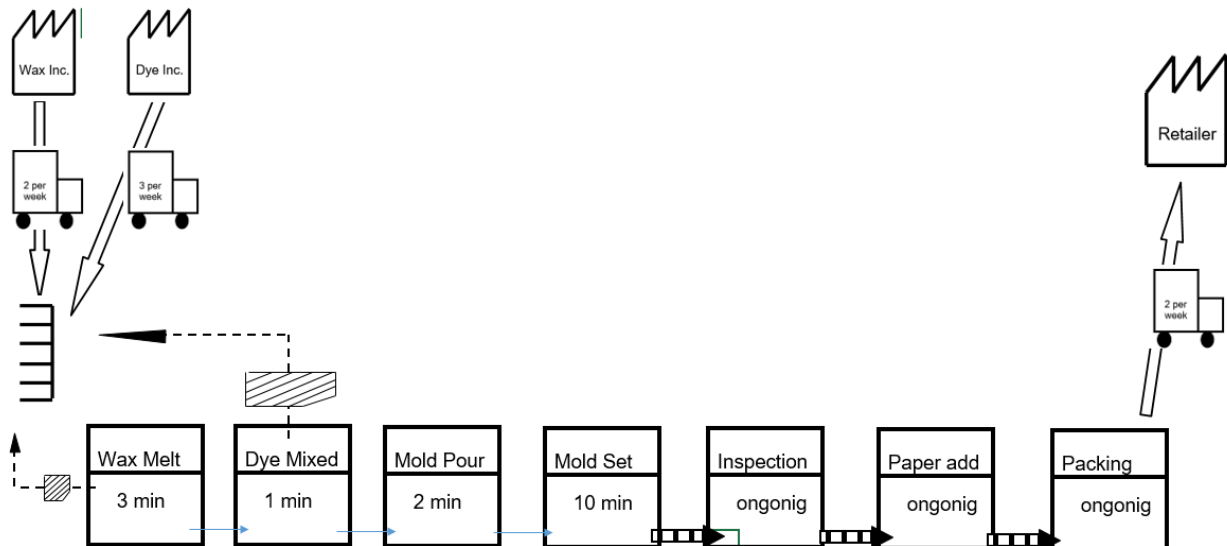 Wax Inc.
Dye Inc.
Retailer
2 per
week
3 per
week
2 per
week
Wax Melt
Dye Mixed
Mold Pour
Mold Set
Inspection
Paper add
Packing
3 min
1 min
2 min
10 min
ongonig
ongonig
ongonig